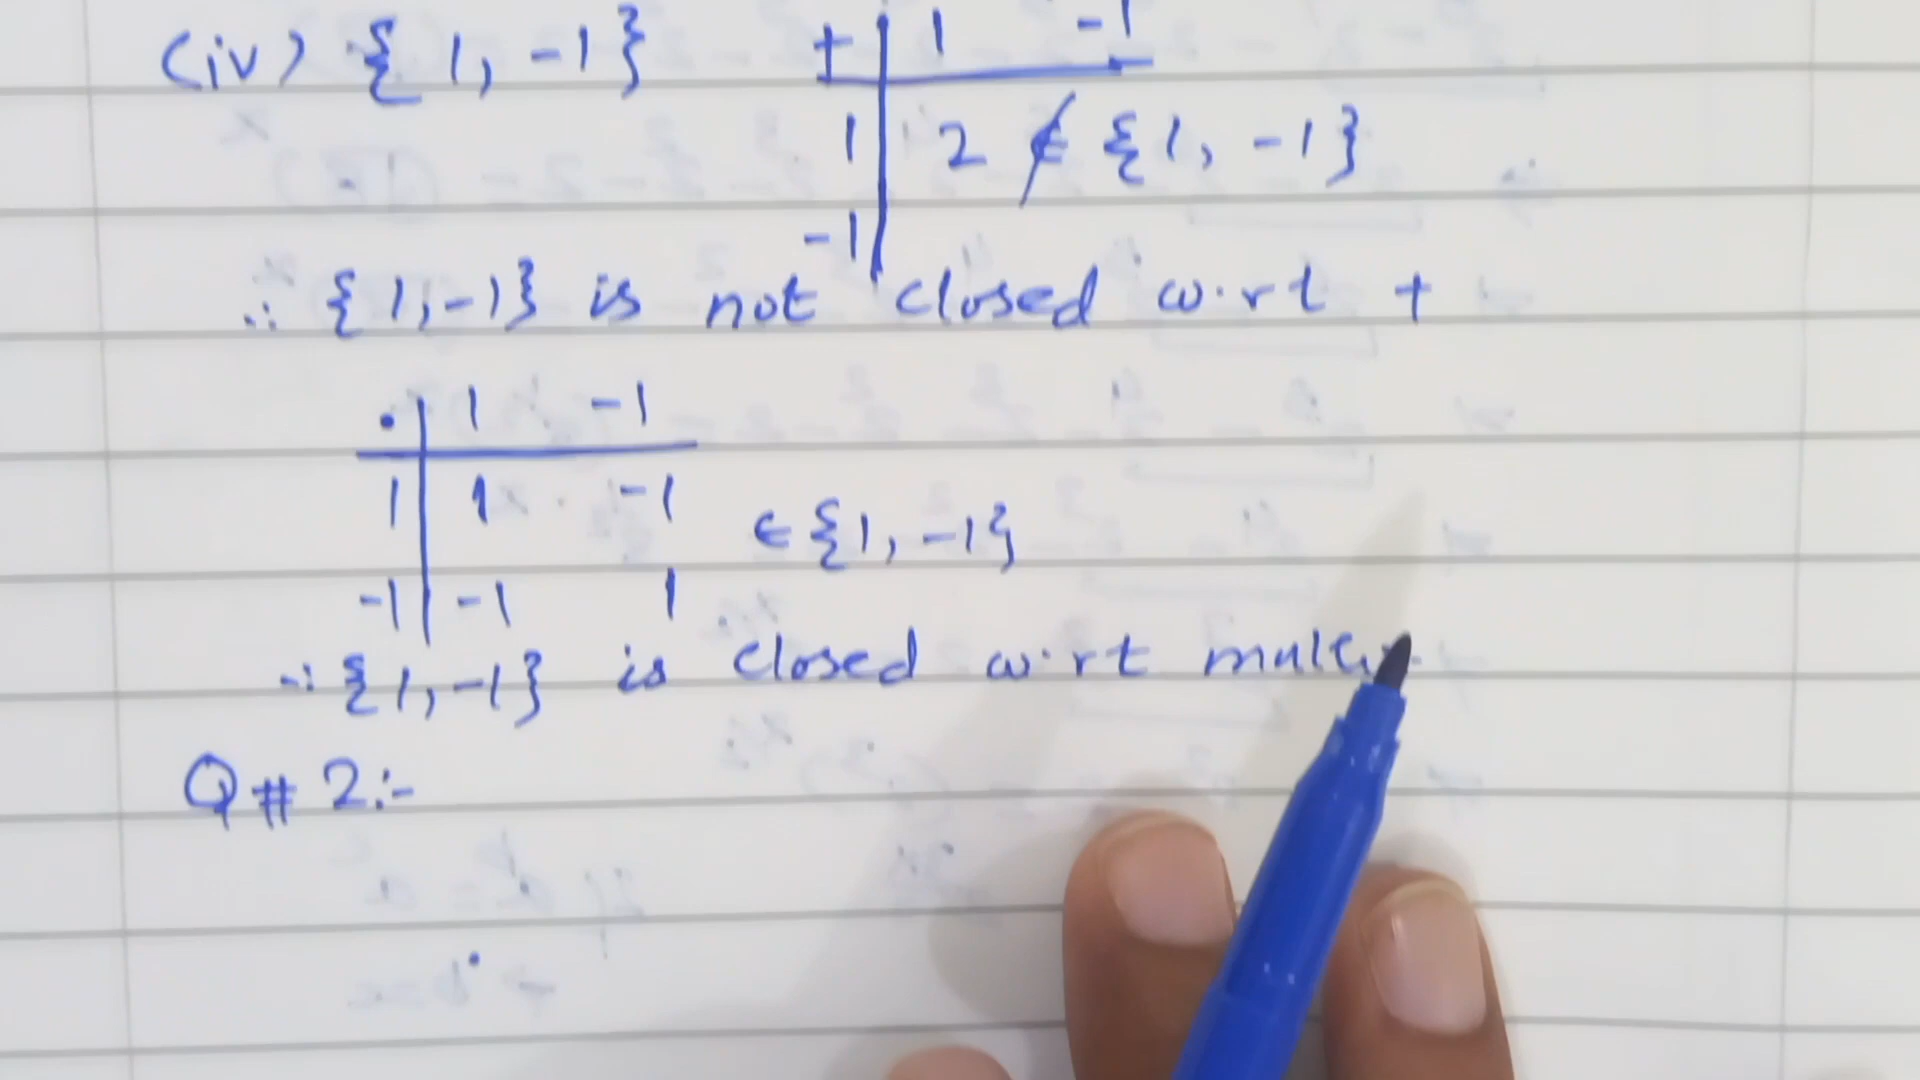 (iv) {1, -1}
+ 1 -1
1 2 ∉ {1, -1}
-1
∴ {1,-1} is not closed w.r.t +
. 1 -1
1 1 -1
∈ {1, -1}
-1 -1 1
∴ {1, -1} is closed w.r.t
Q # 2:-